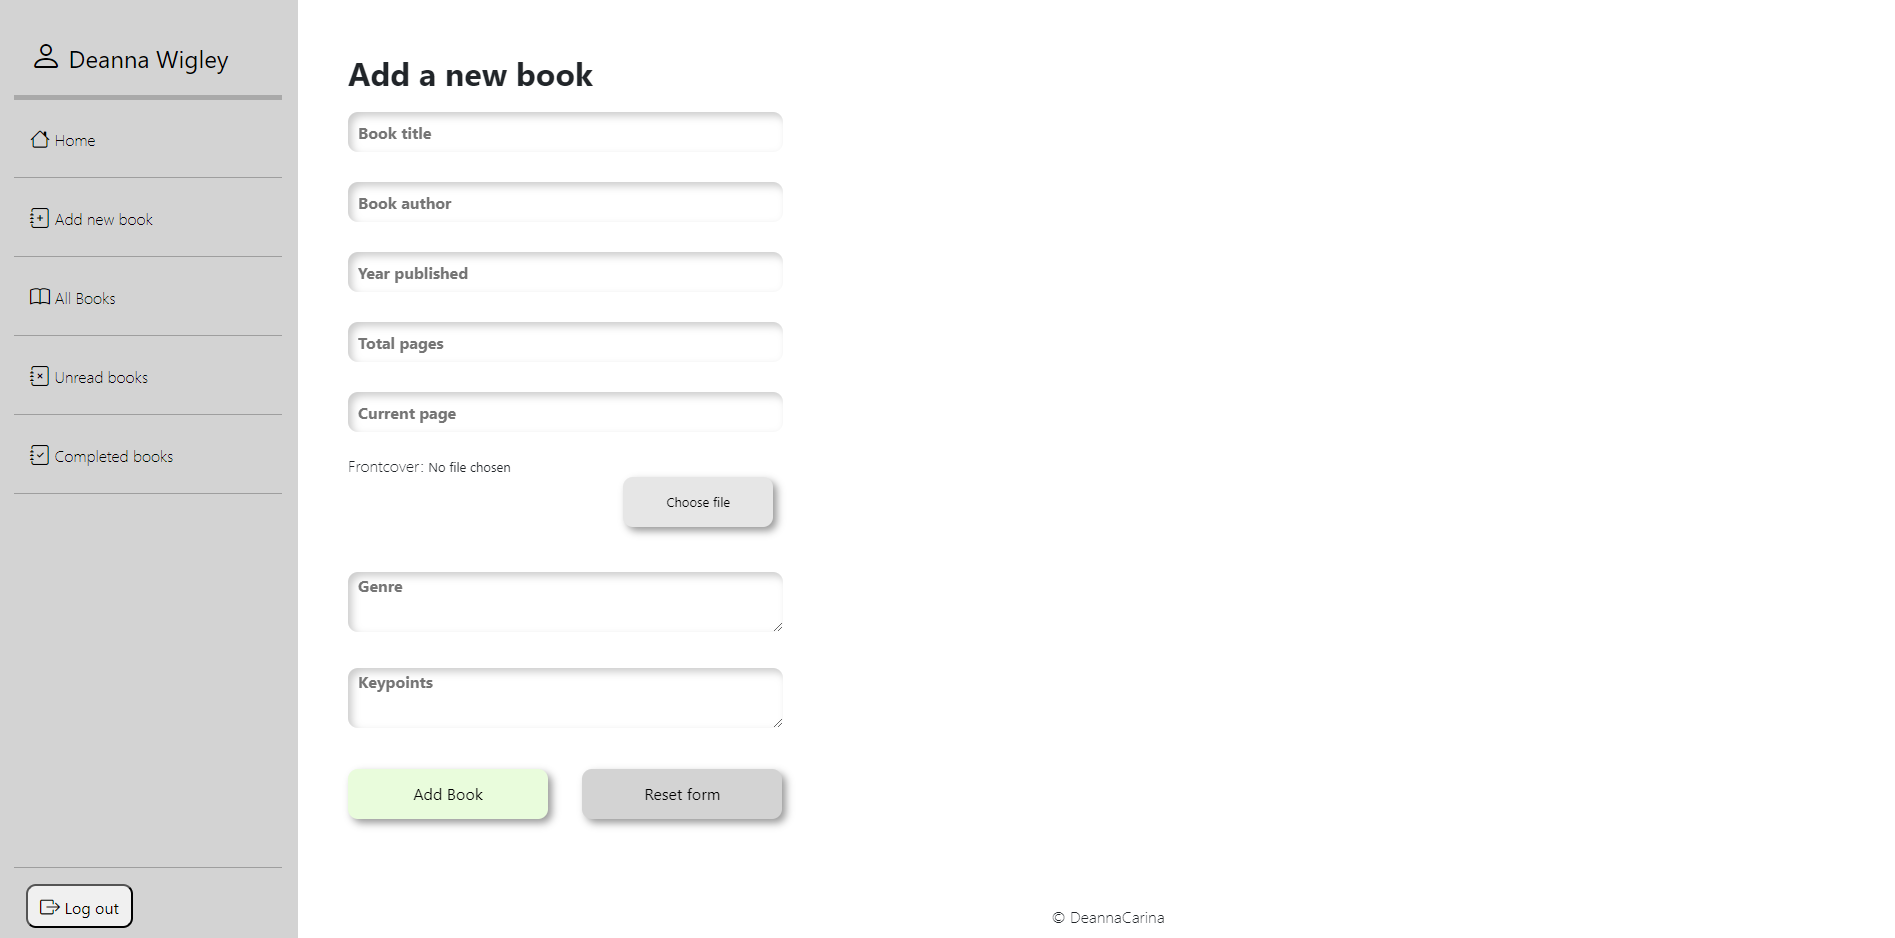 Deanna Wigley
Home
Add new book
All Books
Unread books
Completed books
Log out
Add a new book
Book title
Book author
Year published
Total pages
Current page
Frontcover: No file chosen
Choose file
Genre
Keypoints
Add Book
Reset form
© DeannaCarina